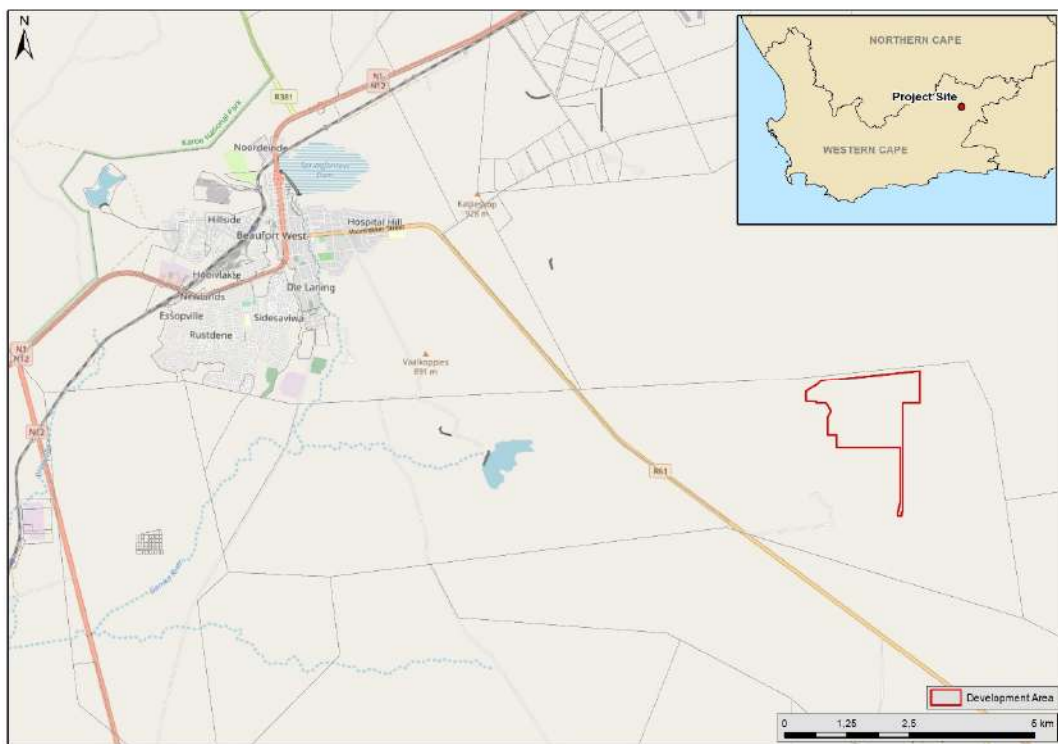 N
N1
N12
R381
Karoo National Park
Noordeinde
Hillside
Hospital Hill
Beaufort West
Hooivlakte
Newlands
Die Laning
Essopville
Sidesaviwa
Rustdene
Katjieskop
928 m
Vaalkoppies
891 m
N1
N12
N12
R61
NORTHERN CAPE
Project Site
WESTERN CAPE
Development Area
0
1,25
2,5
5 km